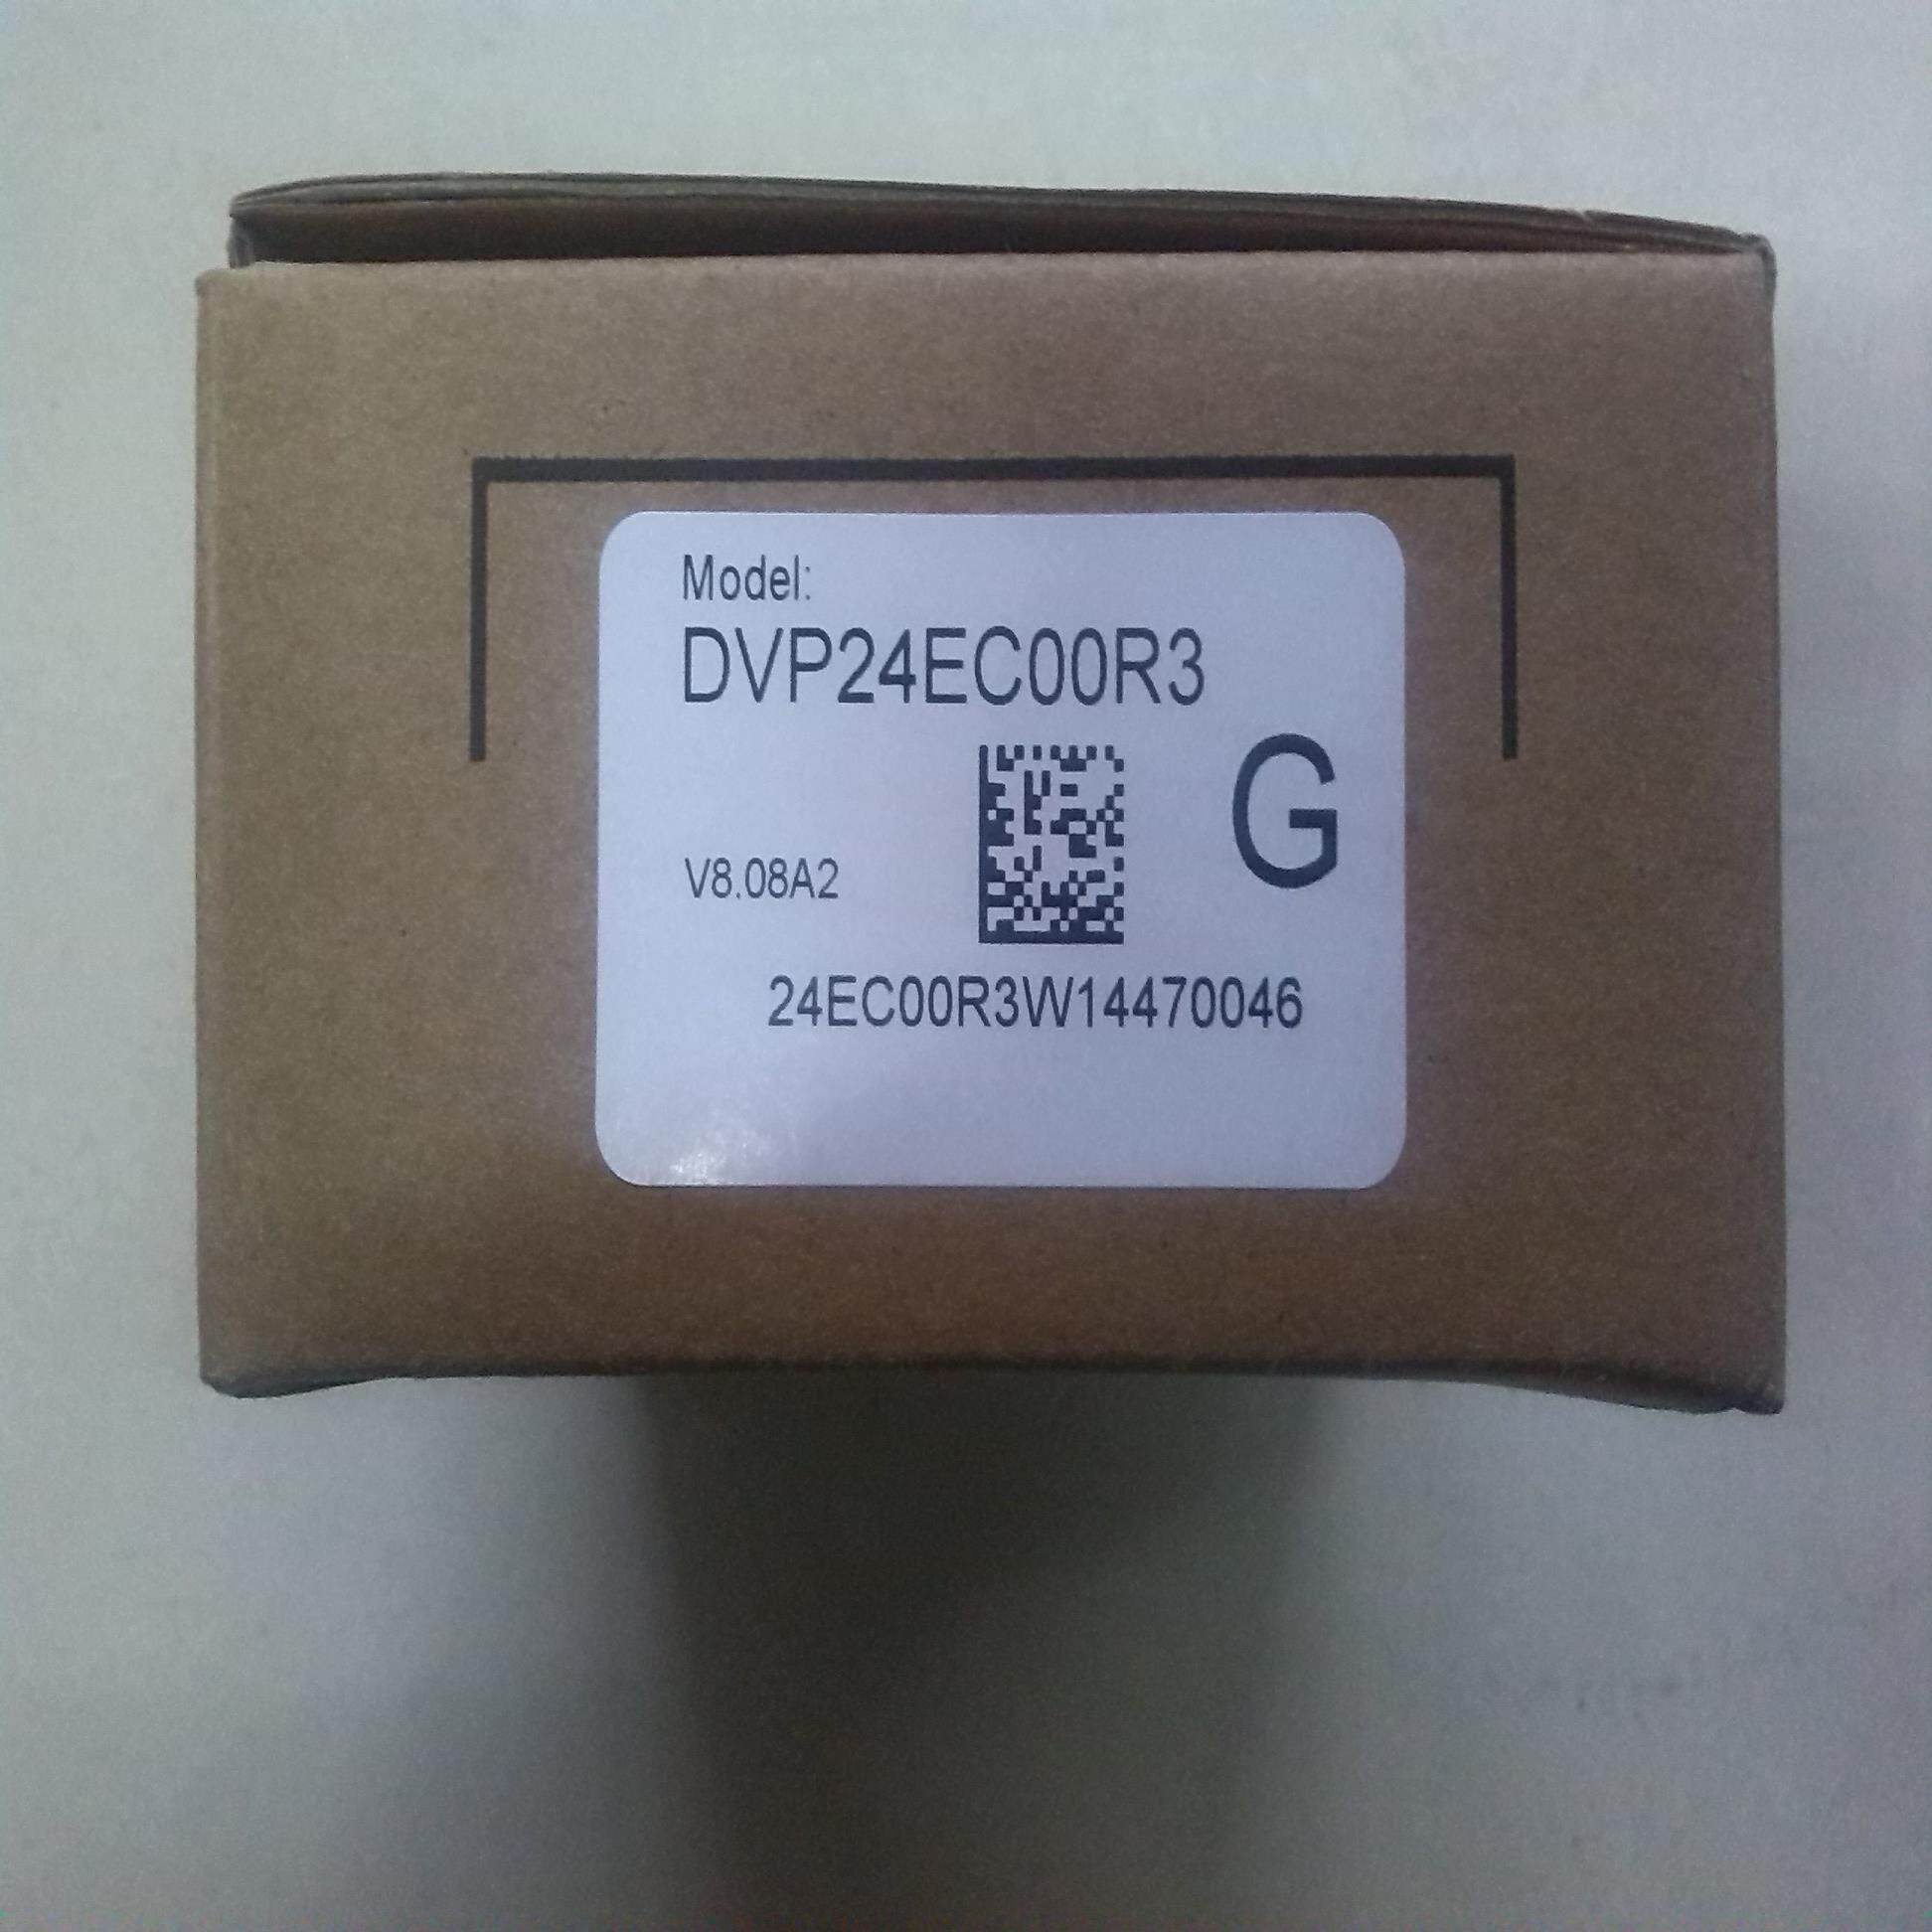 Model:
DVP24EC00R3
G
V8.08A2
24EC00R3W14470046